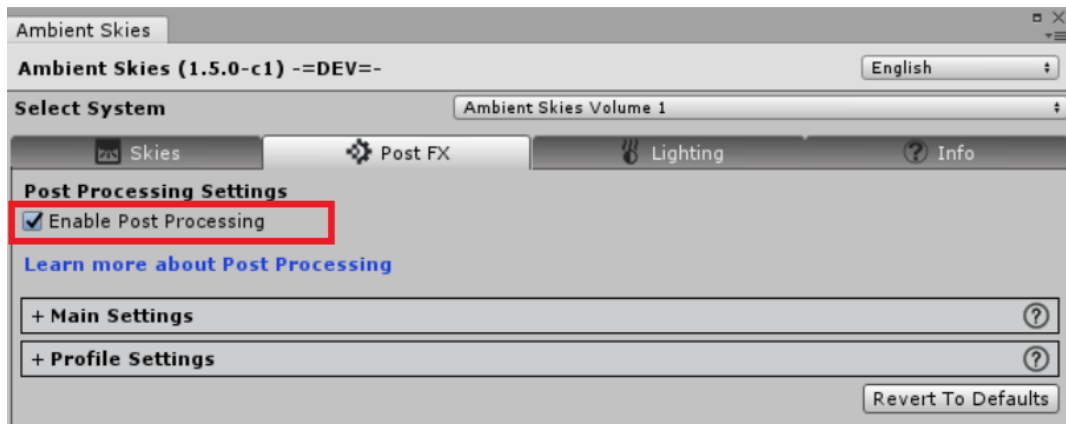 Ambient Skies
Ambient Skies (1.5.0-c1) -=DEV=- English
Select System Ambient Skies Volume 1
Skies Post FX Lighting ? Info
Post Processing Settings
Enable Post Processing
Learn more about Post Processing
+ Main Settings ?
+ Profile Settings ?
Revert To Defaults